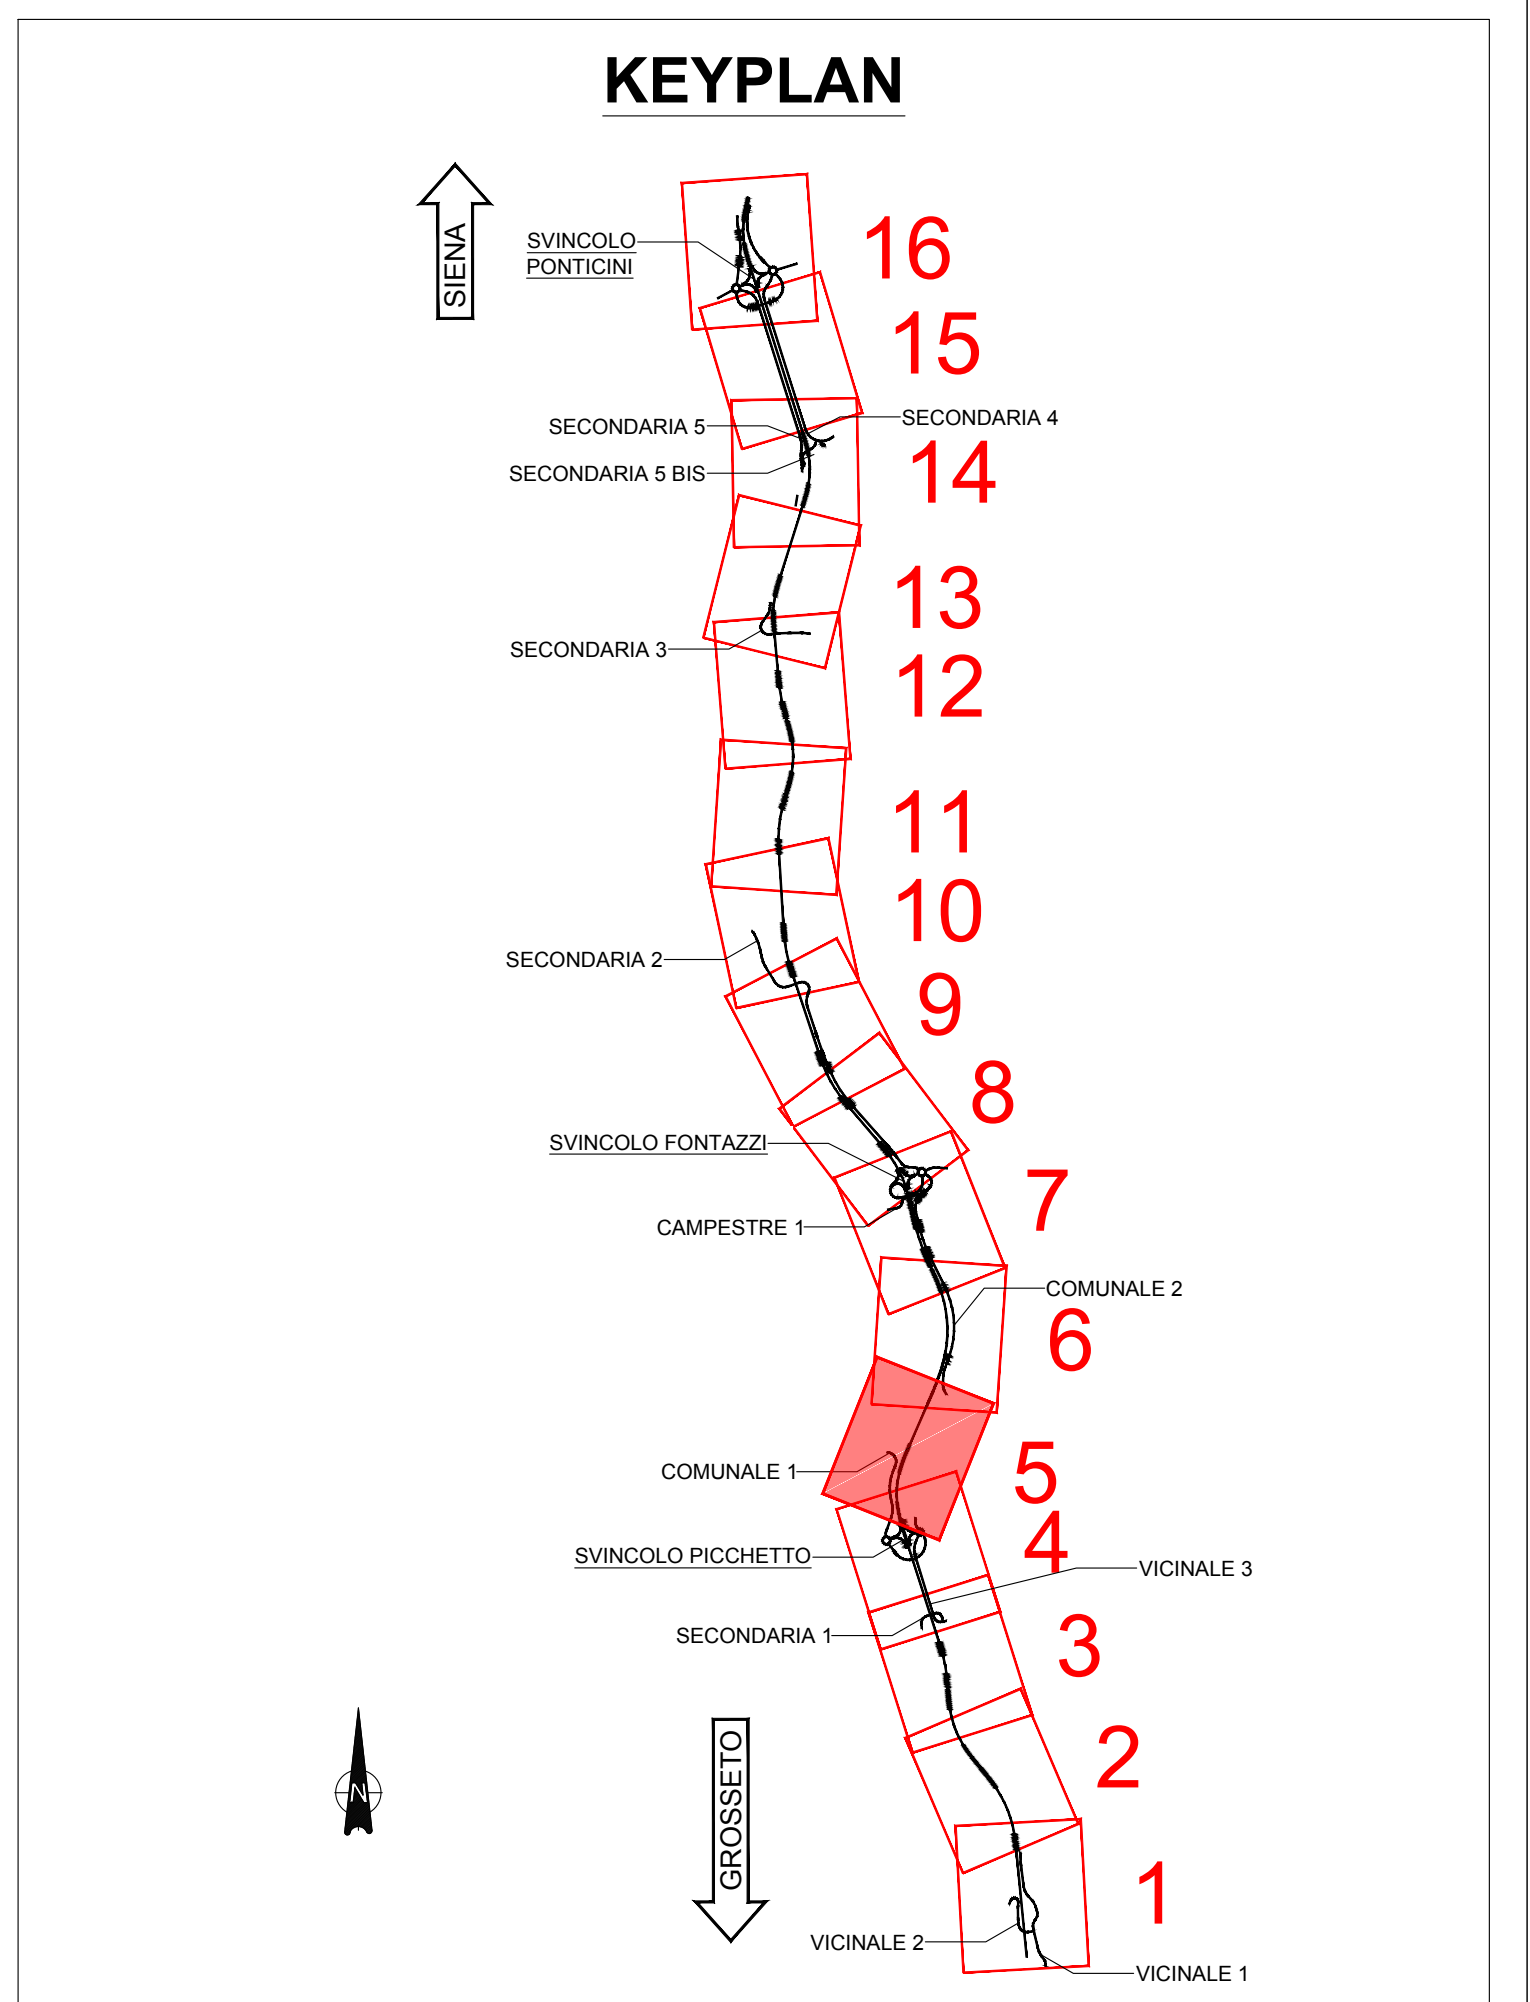 KEYPLAN
SIENA
SVINCOLO
PONTICINI
16
15
SECONDARIA 4
SECONDARIA 5
14
SECONDARIA 5 BIS
13
SECONDARIA 3
12
11
10
SECONDARIA 2
9
8
SVINCOLO FONTAZZI
7
CAMPESTRE 1
COMUNALE 2
6
COMUNALE 1
5
4
SVINCOLO PICCHETTO
VICINALE 3
SECONDARIA 1
3
2
GROSSETO
N
1
VICINALE 2
VICINALE 1